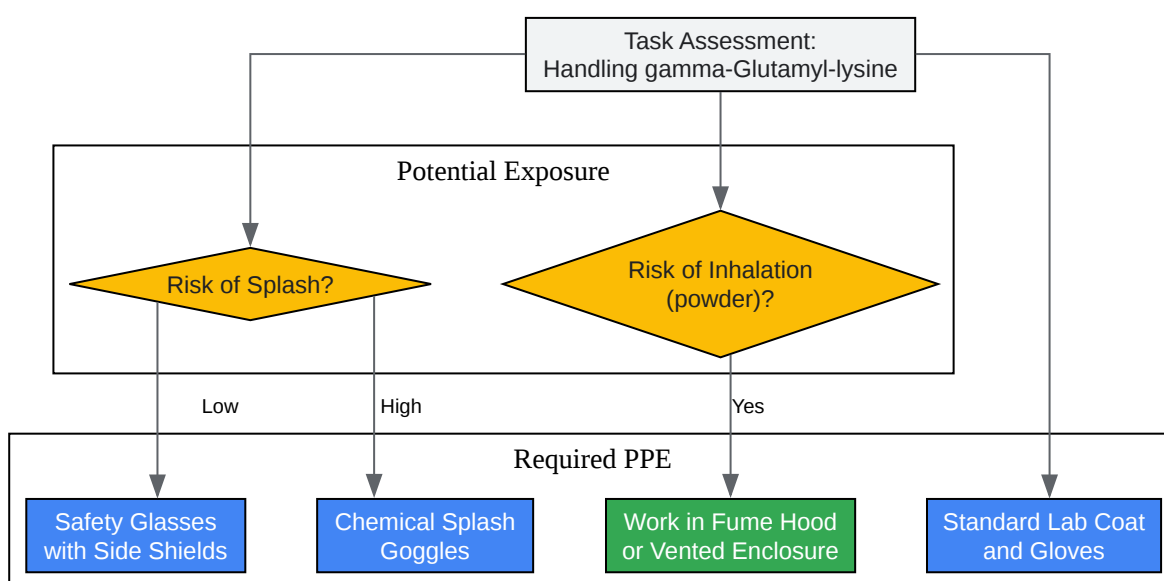 Task Assessment:
Handling gamma-Glutamyl-lysine
Potential Exposure
Risk of Splash?
Risk of Inhalation
(powder)?
Low
High
Yes
Required PPE
Safety Glasses
with Side Shields
Chemical Splash
Goggles
Work in Fume Hood
or Vented Enclosure
Standard Lab Coat
and Gloves